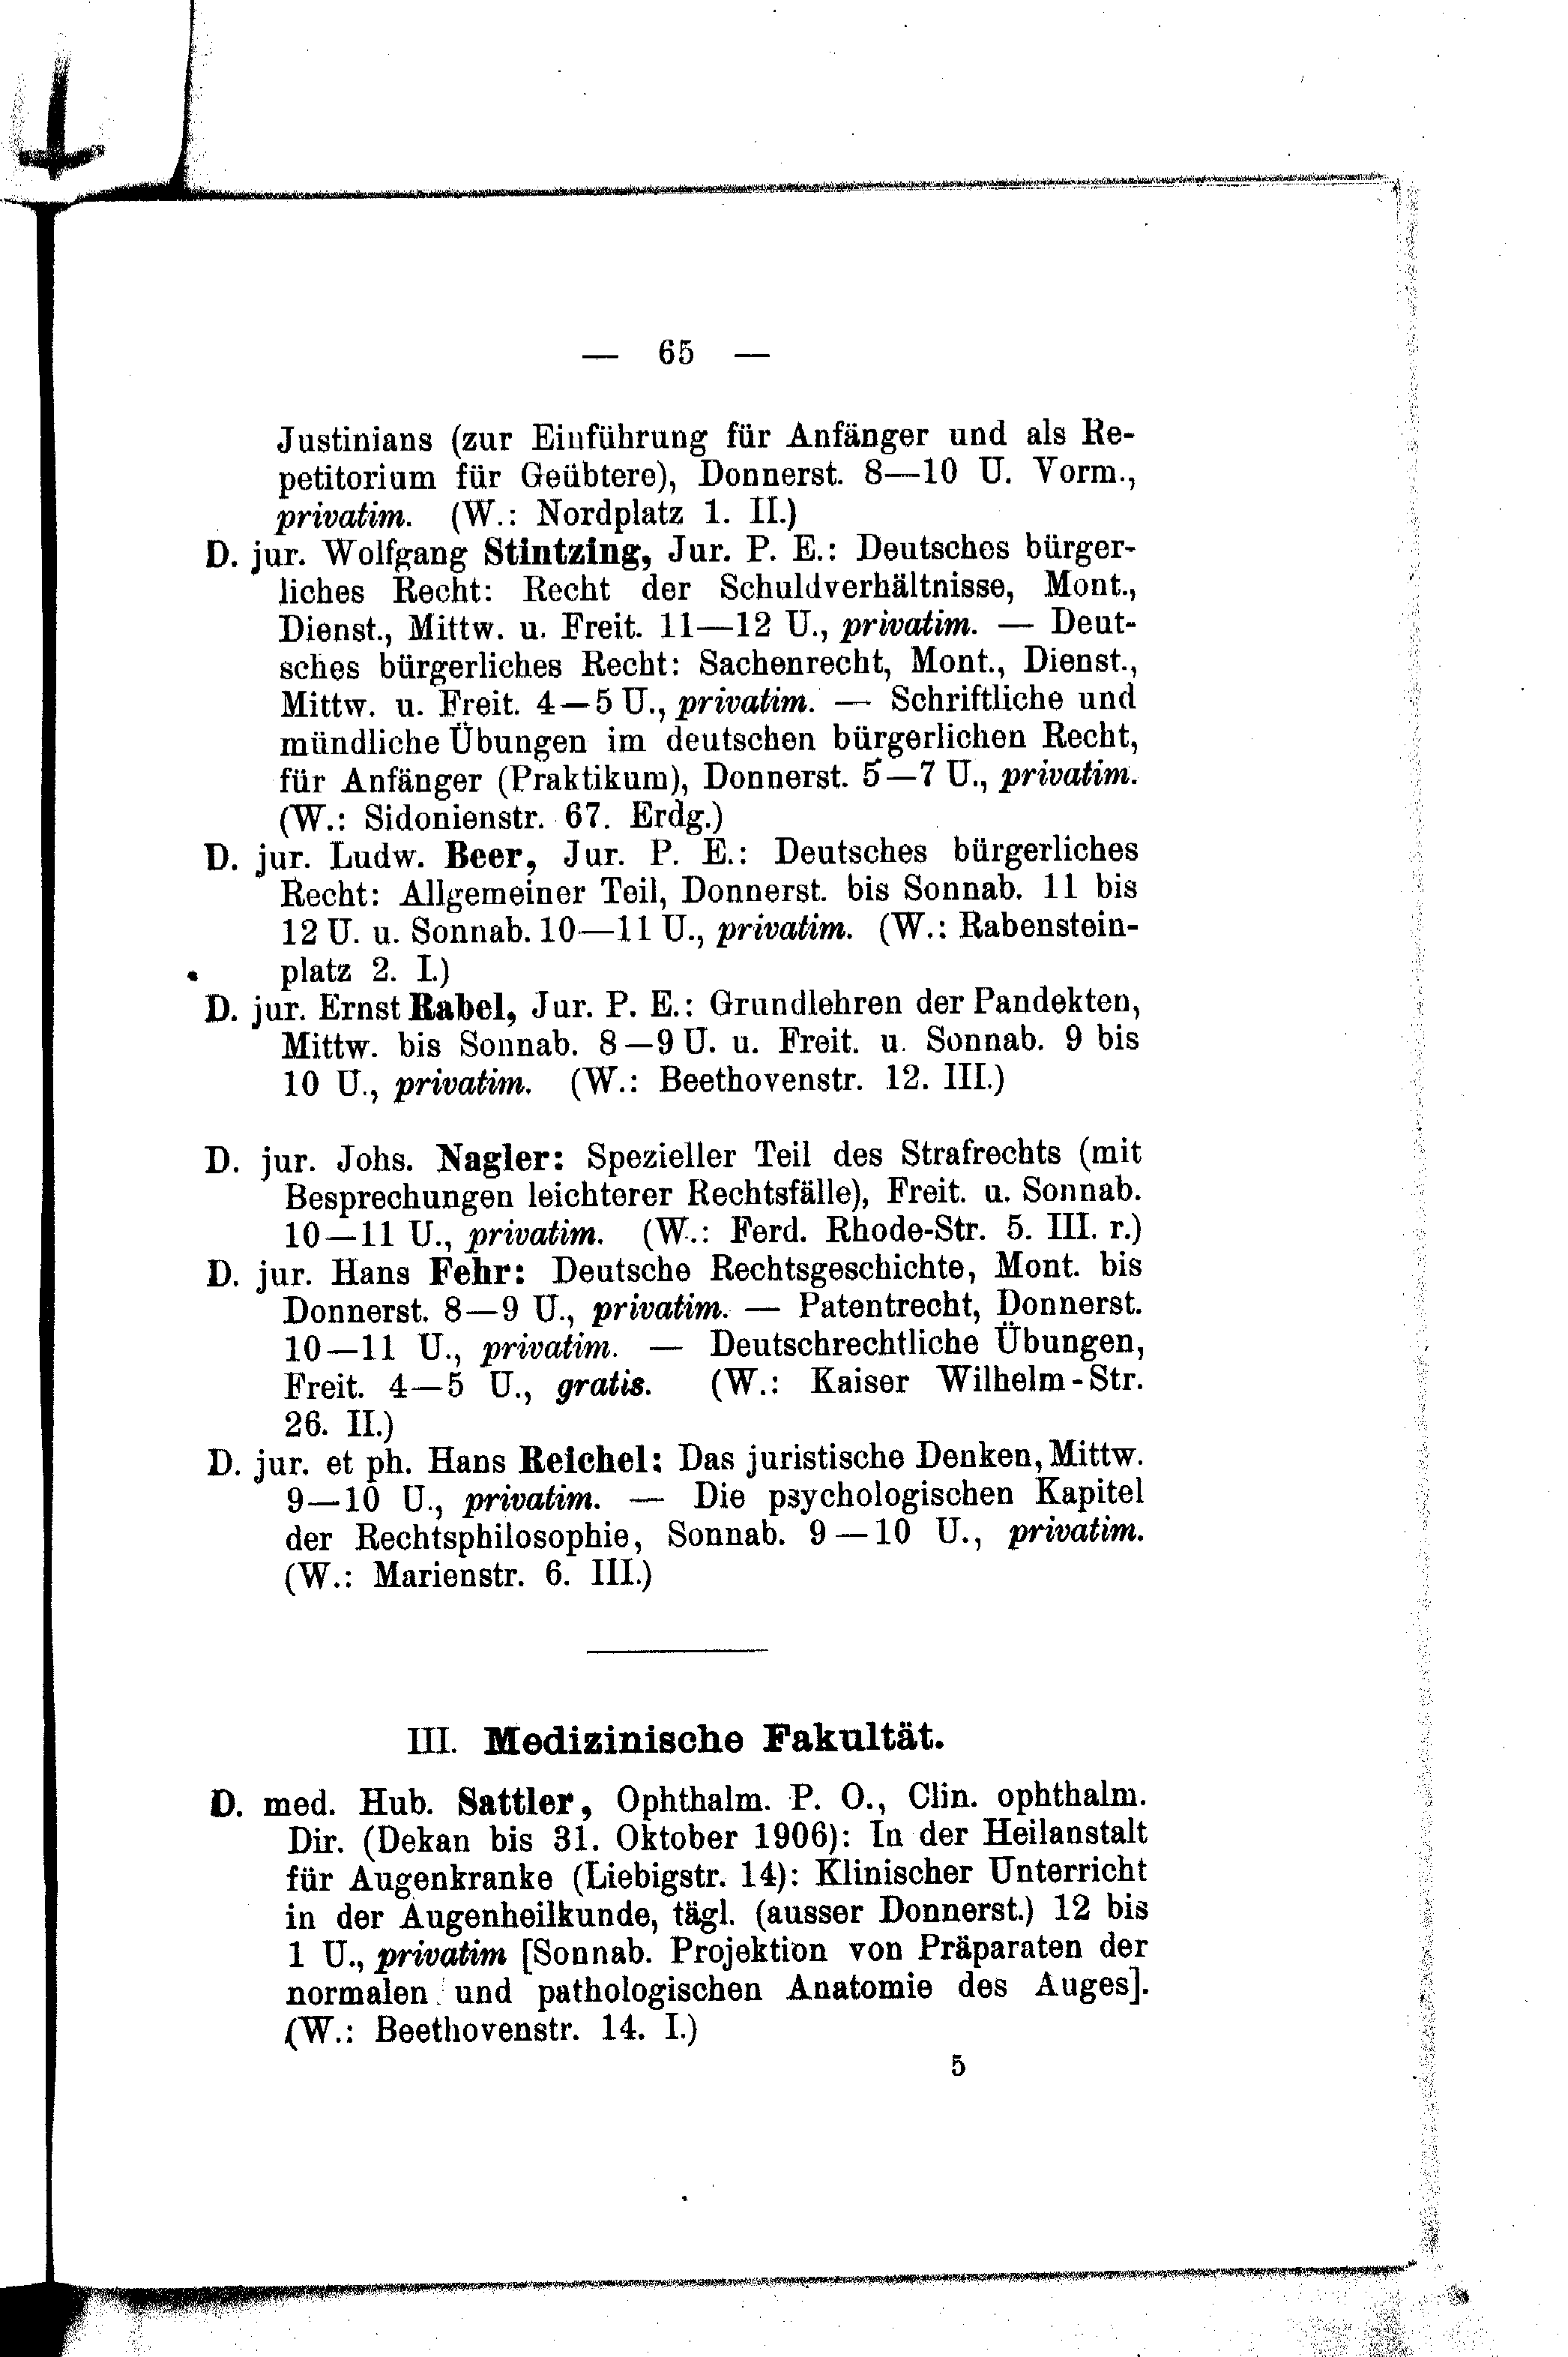 — 65 —
Justinians (zur Einführung für Anfänger und als Re-
petitorium für Geübtere), Donnerst. 8—10 U. Vorm.,
privatim. (W.: Nordplatz 1. II.)
D. jur. Wolfgang Stintzing, Jur. P. E.: Deutsches bürger-
liches Recht: Recht der Schuldverhältnisse, Mont.,
Dienst., Mittw. u. Freit. 11—12 U., privatim. — Deut-
sches bürgerliches Recht: Sachenrecht, Mont., Dienst.,
Mittw. u. Freit. 4—5 U., privatim. — Schriftliche und
mündliche Übungen im deutschen bürgerlichen Recht,
für Anfänger (Praktikum), Donnerst. 5—7 U., privatim.
(W.: Sidonienstr. 67. Erdg.)
D. jur. Ludw. Beer, Jur. P. E.: Deutsches bürgerliches
Recht: Allgemeiner Teil, Donnerst. bis Sonnab. 11 bis
12 U. u. Sonnab. 10—11 U., privatim. (W.: Rabenstein-
platz 2. I.)
D. jur. Ernst Rabel, Jur. P. E.: Grundlehren der Pandekten,
Mittw. bis Sonnab. 8—9 U. u. Freit. u. Sonnab. 9 bis
10 U., privatim. (W.: Beethovenstr. 12. III.)
D. jur. Johs. Nagler: Spezieller Teil des Strafrechts (mit
Besprechungen leichterer Rechtsfälle), Freit. u. Sonnab.
10—11 U., privatim. (W.: Ferd. Rhode-Str. 5. III. r.)
D. jur. Hans Fehr: Deutsche Rechtsgeschichte, Mont. bis
Donnerst. 8—9 U., privatim. — Patentrecht, Donnerst.
10—11 U., privatim. — Deutschrechtliche Übungen,
Freit. 4—5 U., gratis. (W.: Kaiser Wilhelm-Str.
26. II.)
D. jur. et ph. Hans Reichel: Das juristische Denken, Mittw.
9—10 U., privatim. — Die psychologischen Kapitel
der Rechtsphilosophie, Sonnab. 9—10 U., privatim.
(W.: Marienstr. 6. III.)
III. Medizinische Fakultät.
D. med. Hub. Sattler, Ophthalm. P. O., Clin. ophthalm.
Dir. (Dekan bis 31. Oktober 1906): In der Heilanstalt
für Augenkranke (Liebigstr. 14): Klinischer Unterricht
in der Augenheilkunde, tägl. (ausser Donnerst.) 12 bis
1 U., privatim [Sonnab. Projektion von Präparaten der
normalen und pathologischen Anatomie des Auges].
(W.: Beethovenstr. 14. I.)
5